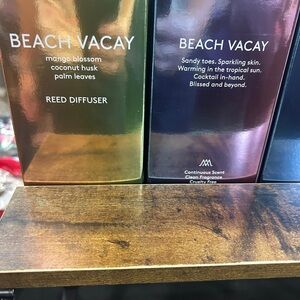 BEACH VACAY
mango blossom
coconut husk
palm leaves
REED DIFFUSER
BEACH VACAY
Sandy toes. Sparkling skin.
Warming in the tropical sun.
Cocktail in-hand.
Blissed and beyond.
Continuous Scent
Clean Fragrance
Cruelty Free